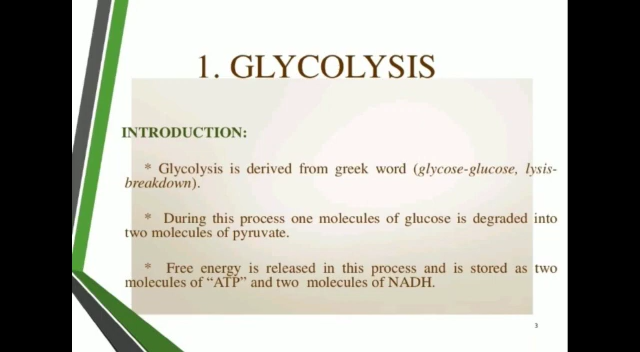 1. GLYCOLYSIS
INTRODUCTION:
* Glycolysis is derived from greek word (glycose-glucose, lysis-
breakdown).
* During this process one molecules of glucose is degraded into
two molecules of pyruvate.
* Free energy is released in this process and is stored as two
molecules of “ATP” and two molecules of NADH.
3